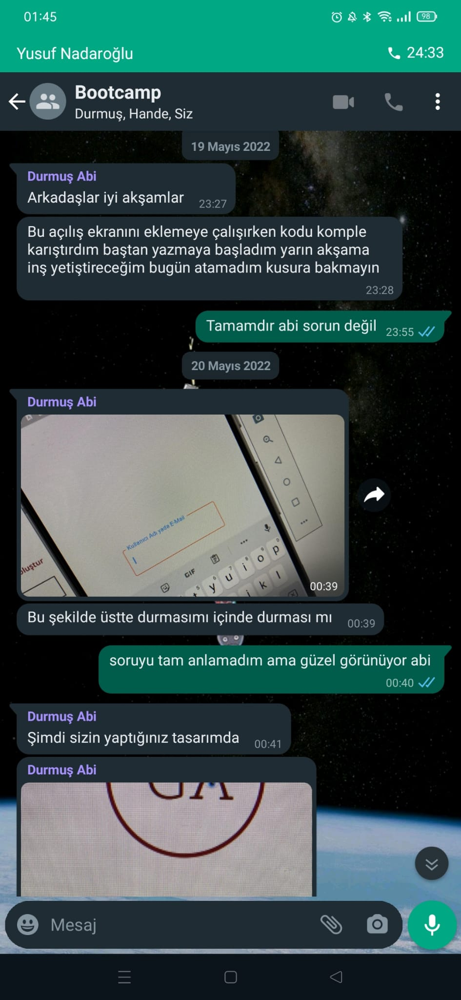 01:45
98
Yusuf Nadaroğlu
24:33
Bootcamp
Durmuş, Hande, Siz
19 Mayıs 2022
Durmuş Abi
Arkadaşlar iyi akşamlar
23:27
Bu açılış ekranını eklemeye çalışırken kodu komple
karıştırdım baştan yazmaya başladım yarın akşama
inş yetiştireceğim bugün atamadım kusura bakmayın
23:28
Tamamdır abi sorun değil
23:55
20 Mayıs 2022
Durmuş Abi
Kullanıcı Adı yada E-Mail
oluştur
GIF
y u i o p
j k l
00:39
Bu şekilde üstte durmasımı içinde durması mı
00:39
soruyu tam anlamadım ama güzel görünüyor abi
00:40
Durmuş Abi
Şimdi sizin yaptığınız tasarımda
00:41
Durmuş Abi
GA
Mesaj